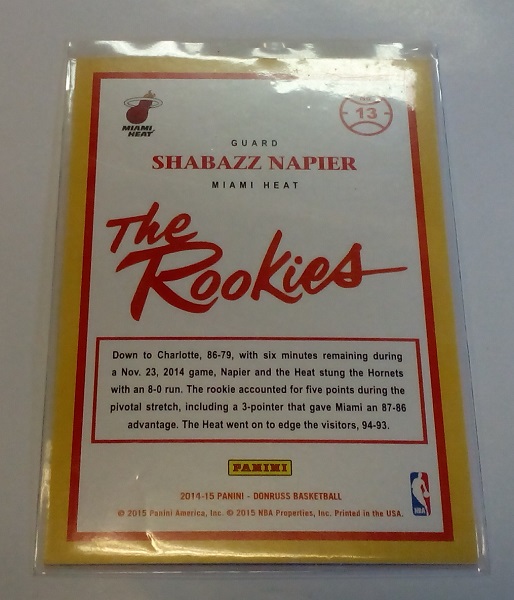 MIAMI
HEAT
13
GUARD
SHABAZZ NAPIER
MIAMI HEAT
The
Rookies
Down to Charlotte, 86-79, with six minutes remaining during
a Nov. 23, 2014 game, Napier and the Heat stung the Hornets
with an 8-0 run. The rookie accounted for five points during the
pivotal stretch, including a 3-pointer that gave Miami an 87-86
advantage. The Heat went on to edge the visitors, 94-93.
PANINI
2014-15 PANINI - DONRUSS BASKETBALL
© 2015 Panini America, Inc. © 2015 NBA Properties, Inc. Printed in the USA.
NBA